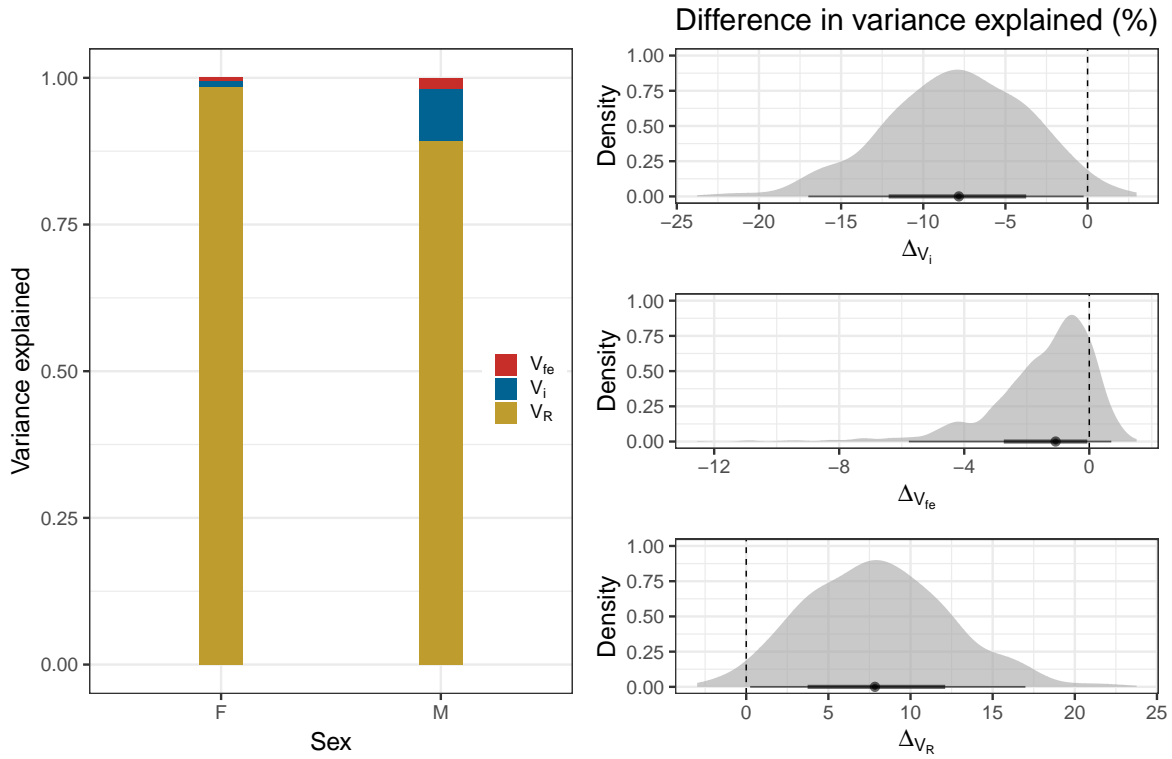 Difference in variance explained (%)
1.00
0.75
0.50
0.25
0.00
Variance explained
F
M
Sex
V_fe
V_i
V_R
1.00
0.75
0.50
0.25
0.00
Density
−25 −20 −15 −10 −5 0
Δ_V_i
1.00
0.75
0.50
0.25
0.00
Density
−12 −8 −4 0
Δ_V_fe
1.00
0.75
0.50
0.25
0.00
Density
0 5 10 15 20 25
Δ_V_R